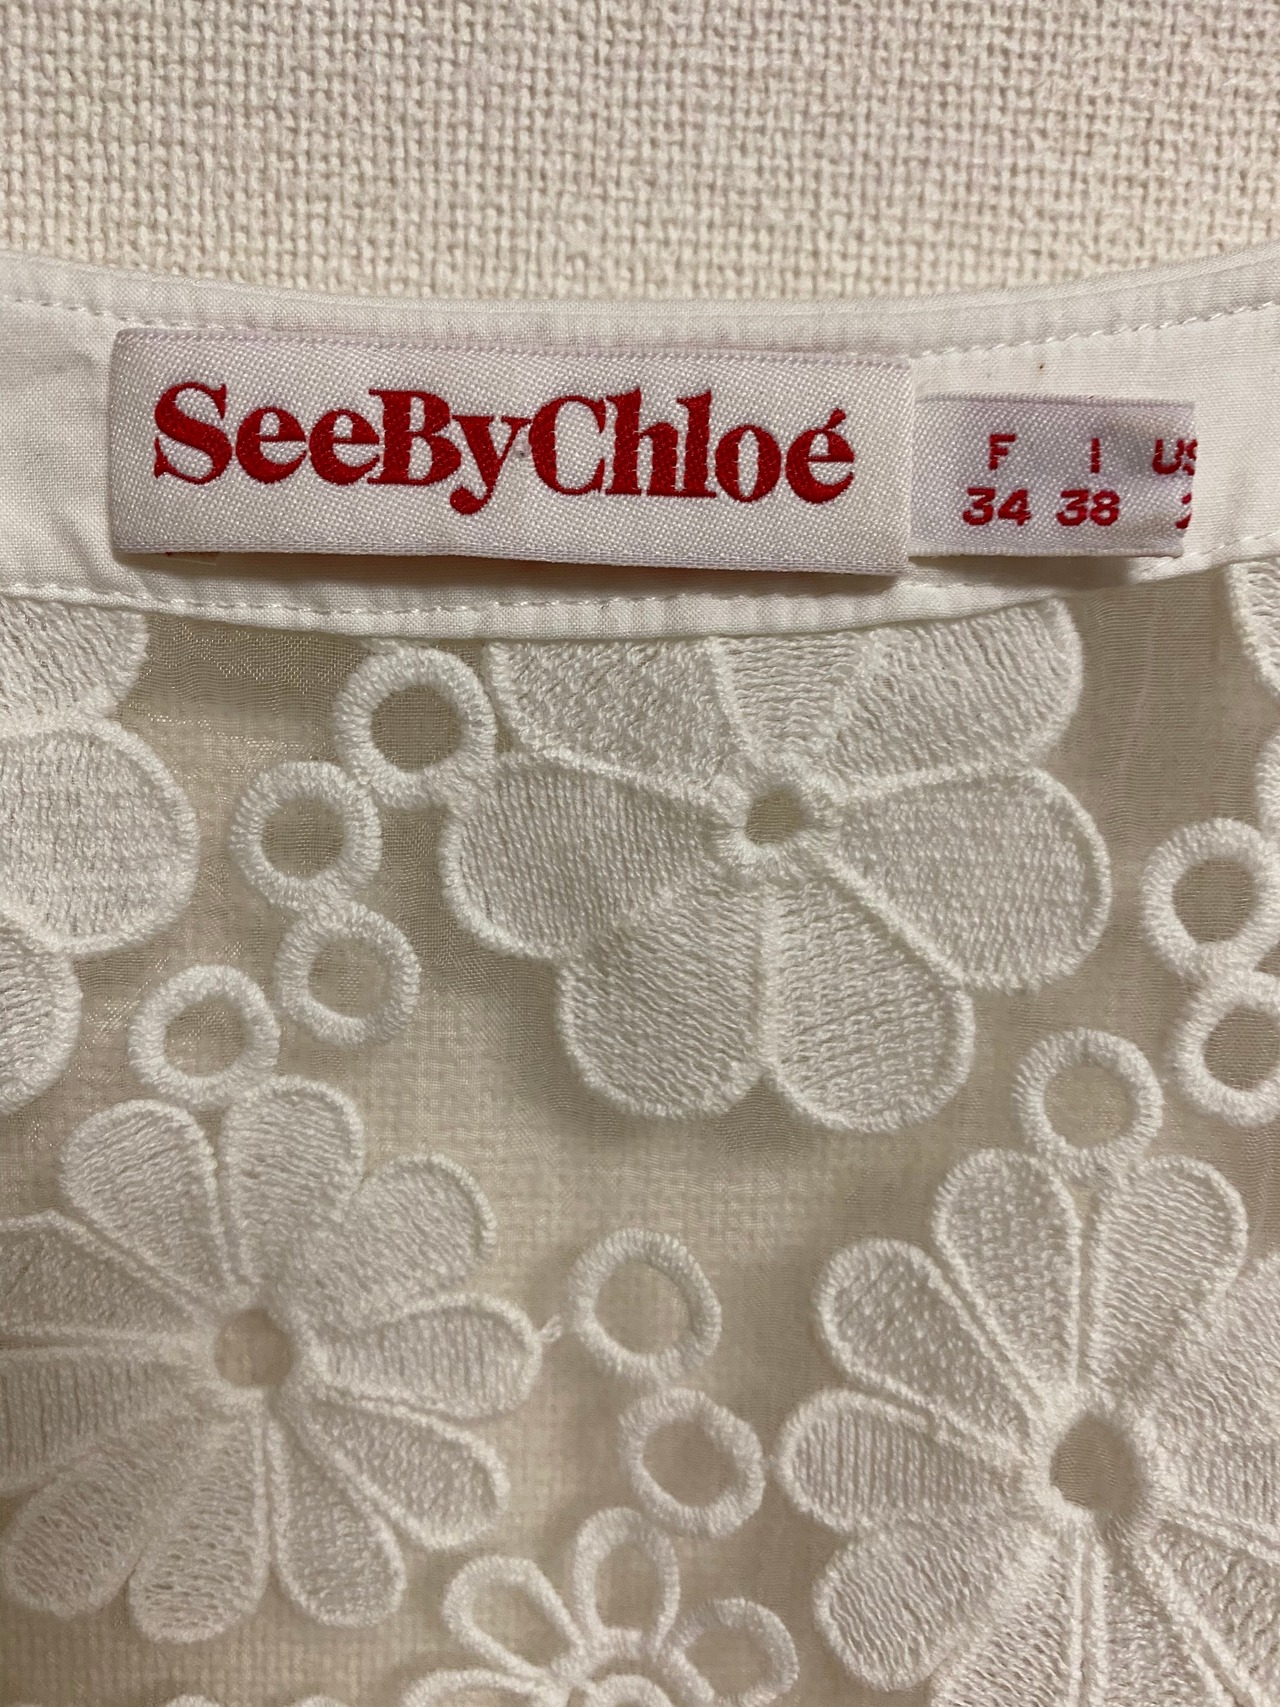 SeeByChloé
F I US
34 38